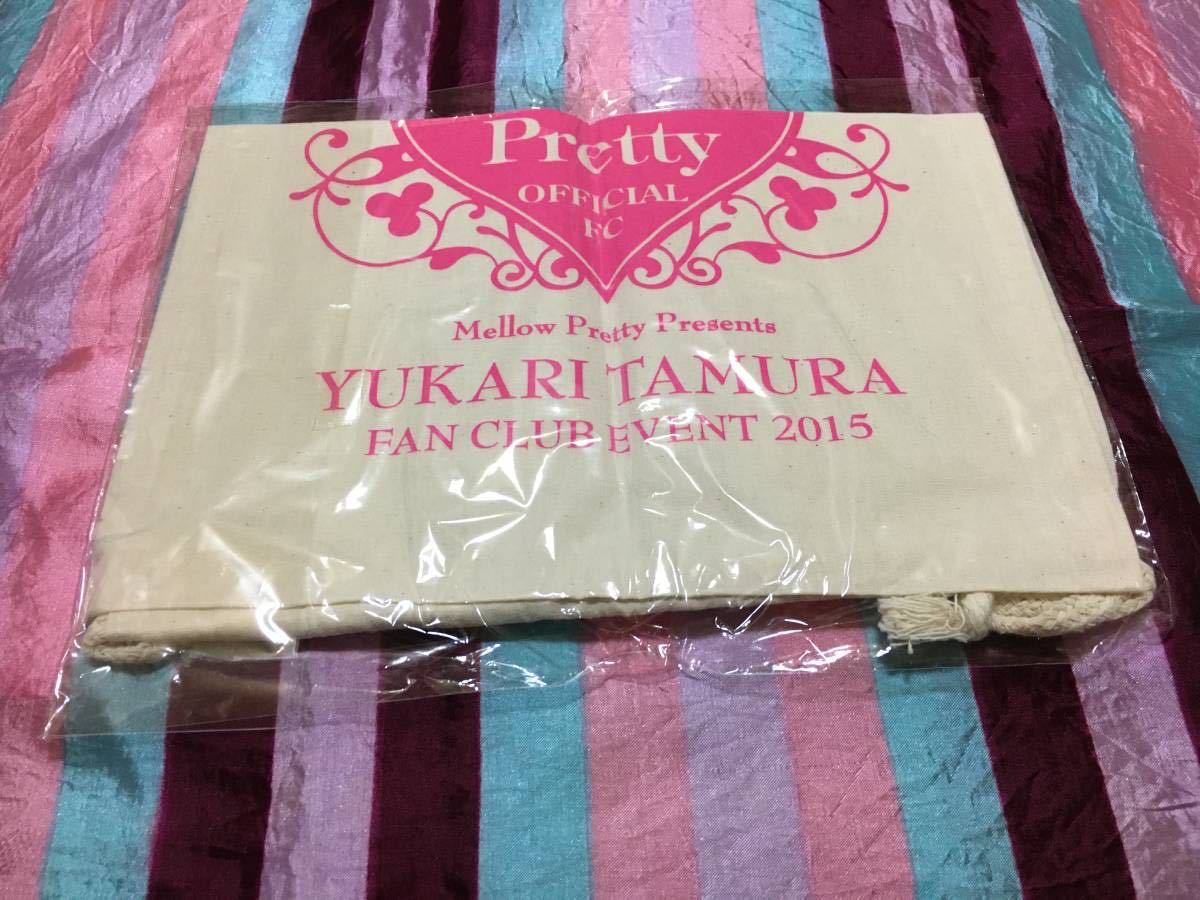 Pretty
OFFICIAL
FC
Mellow Pretty Presents
YUKARI TAMURA
FAN CLUB EVENT 2015